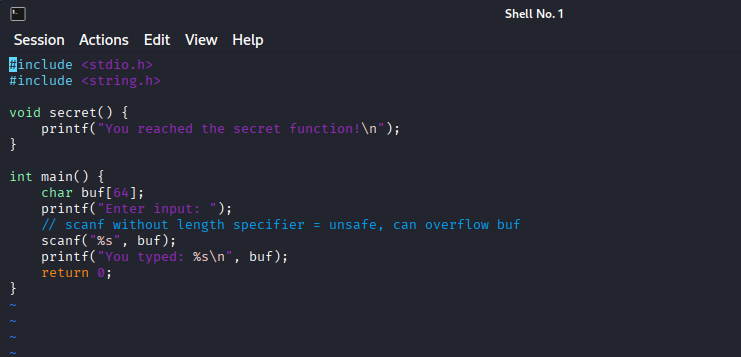 Shell No. 1
Session Actions Edit View Help
#include <stdio.h>
#include <string.h>

void secret() {
    printf("You reached the secret function!\n");
}

int main() {
    char buf[64];
    printf("Enter input: ");
    // scanf without length specifier = unsafe, can overflow buf
    scanf("%s", buf);
    printf("You typed: %s\n", buf);
    return 0;
}
~
~
~
~